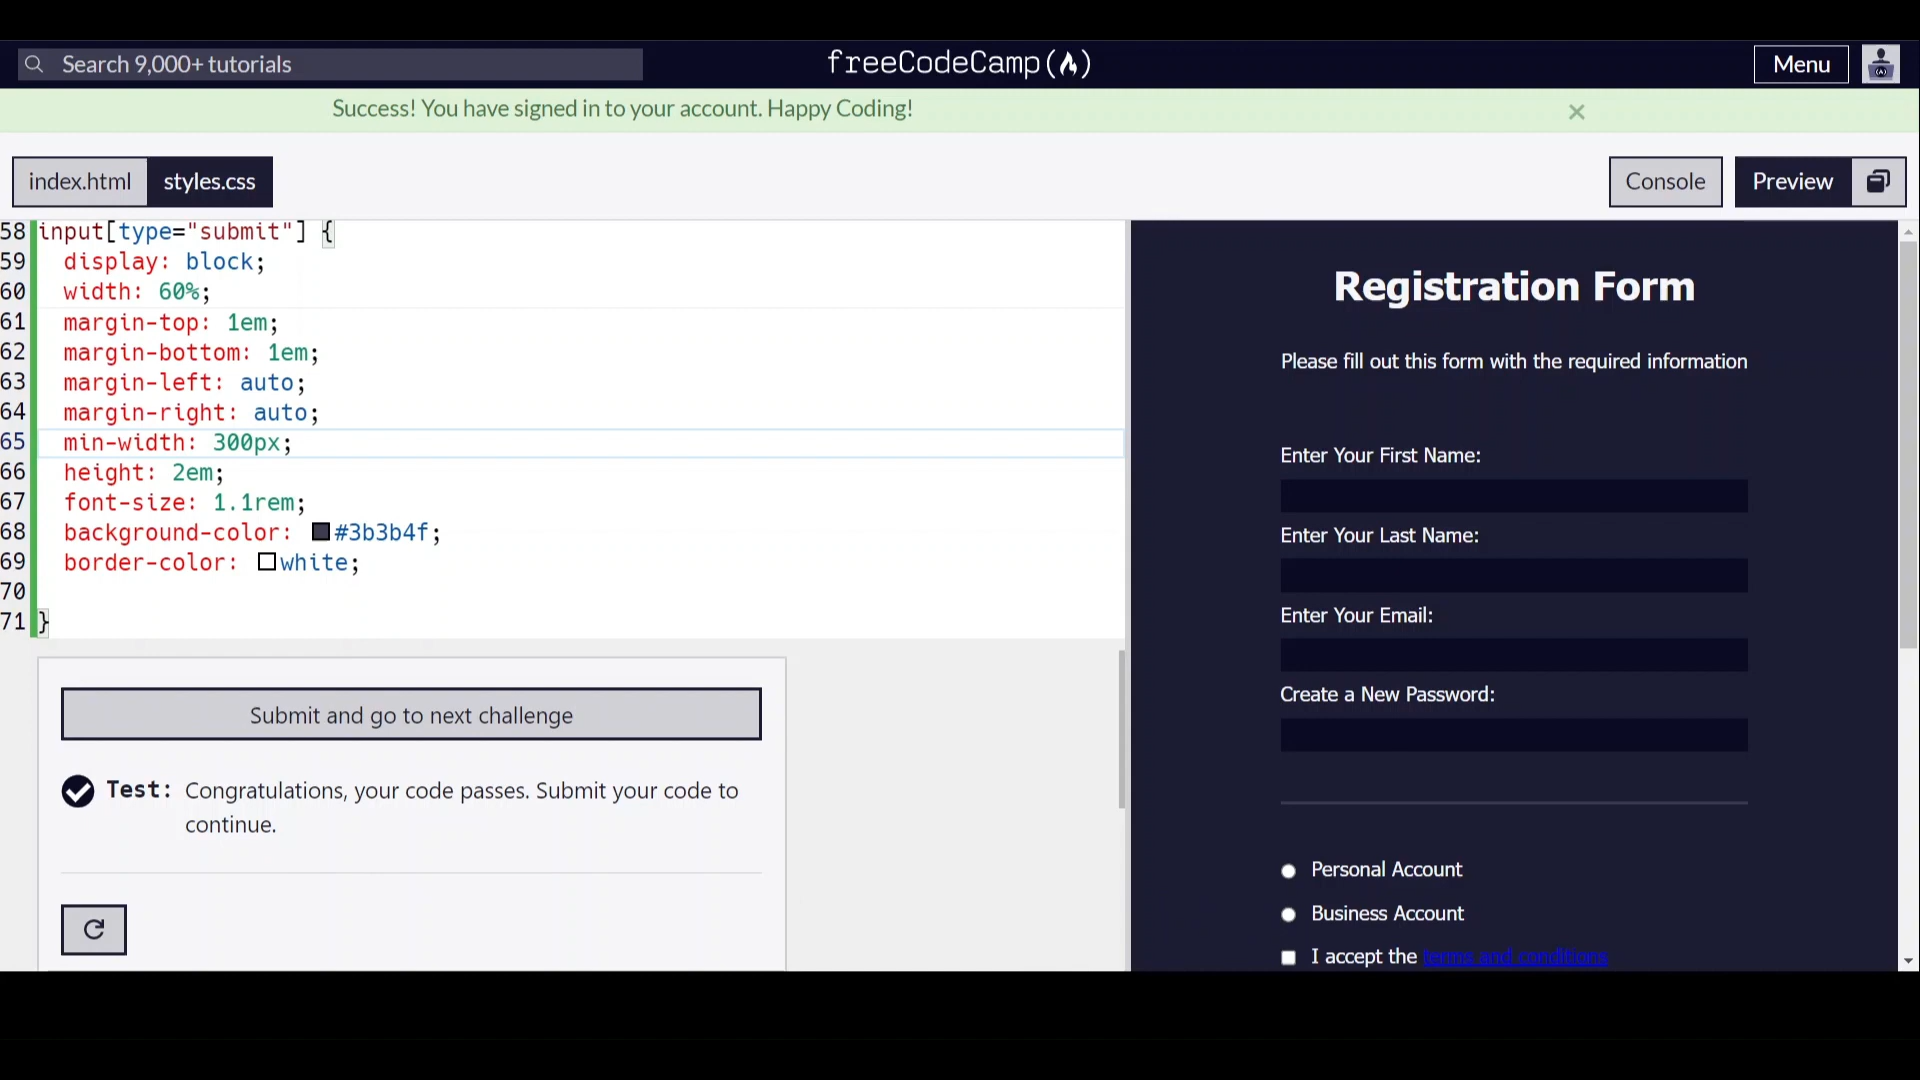 Search 9,000+ tutorials
freeCodeCamp(🔥)
Menu
Success! You have signed in to your account. Happy Coding!
×
index.html
styles.css
Console
Preview
58 input[type="submit"] {
59 display: block;
60 width: 60%;
61 margin-top: 1em;
62 margin-bottom: 1em;
63 margin-left: auto;
64 margin-right: auto;
65 min-width: 300px;
66 height: 2em;
67 font-size: 1.1rem;
68 background-color: #3b3b4f;
69 border-color: white;
70
71 }
Submit and go to next challenge
Test: Congratulations, your code passes. Submit your code to
continue.
Registration Form
Please fill out this form with the required information
Enter Your First Name:
Enter Your Last Name:
Enter Your Email:
Create a New Password:
Personal Account
Business Account
I accept the terms and conditions